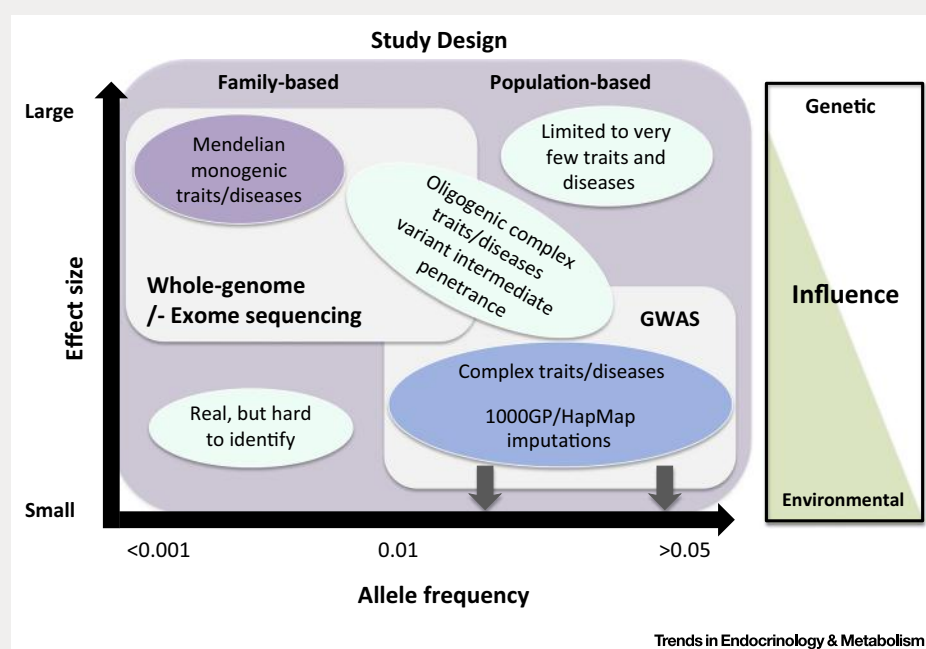 Study Design
Family-based
Population-based
Large
Mendelian
monogenic
traits/diseases
Limited to very
few traits and
diseases
Oligogenic complex
traits/diseases
variant intermediate
penetrance
Whole-genome
/- Exome sequencing
GWAS
Complex traits/diseases
1000GP/HapMap
imputations
Real, but hard
to identify
Effect size
Small
<0.001
0.01
>0.05
Allele frequency
Genetic
Influence
Environmental
Trends in Endocrinology & Metabolism